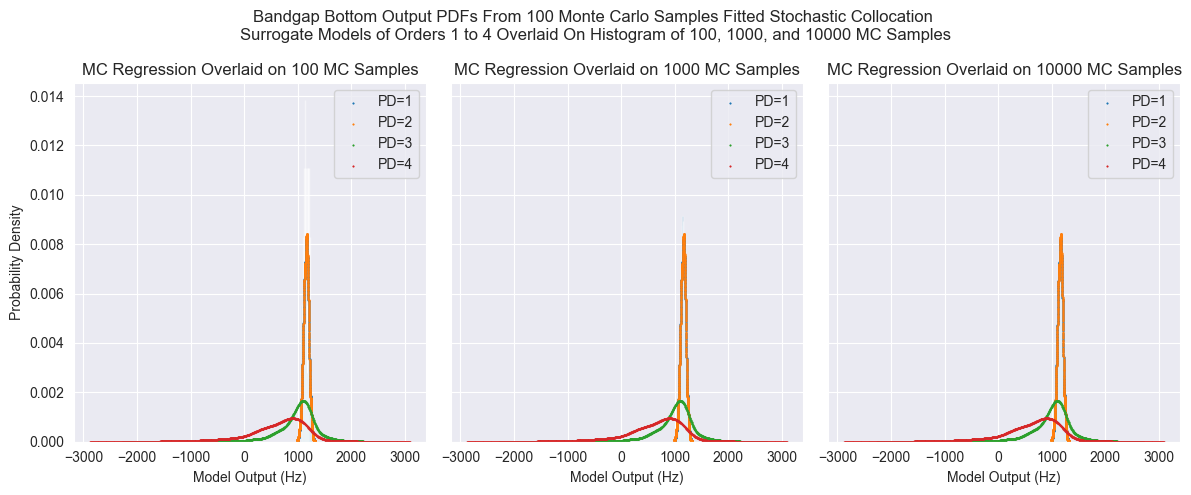 Bandgap Bottom Output PDFs From 100 Monte Carlo Samples Fitted Stochastic Collocation
Surrogate Models of Orders 1 to 4 Overlaid On Histogram of 100, 1000, and 10000 MC Samples
MC Regression Overlaid on 100 MC Samples
MC Regression Overlaid on 1000 MC Samples
MC Regression Overlaid on 10000 MC Samples
Probability Density
0.014
0.012
0.010
0.008
0.006
0.004
0.002
0.000
PD=1
PD=2
PD=3
PD=4
−3000 −2000 −1000 0 1000 2000 3000
Model Output (Hz)
PD=1
PD=2
PD=3
PD=4
−3000 −2000 −1000 0 1000 2000 3000
Model Output (Hz)
PD=1
PD=2
PD=3
PD=4
−3000 −2000 −1000 0 1000 2000 3000
Model Output (Hz)